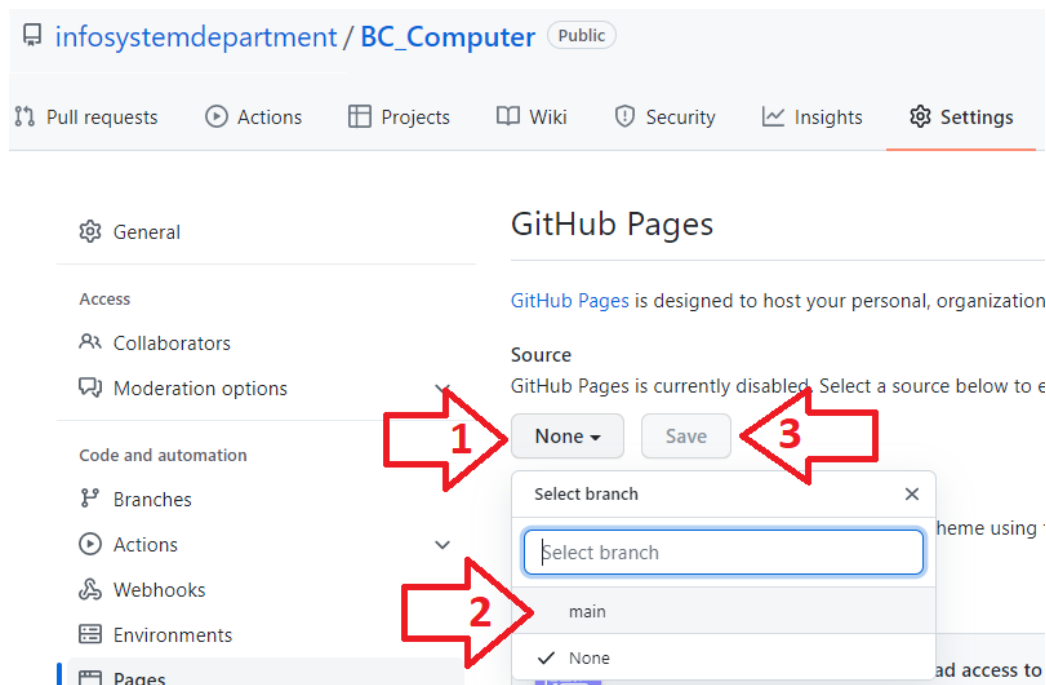 infosystemdepartment / BC_Computer Public
Pull requests Actions Projects Wiki Security Insights Settings
General
Access
Collaborators
Moderation options
Code and automation
Branches
Actions
Webhooks
Environments
Pages
GitHub Pages
GitHub Pages is designed to host your personal, organization
Source
GitHub Pages is currently disabled. Select a source below to e
1 None Save 3
Select branch
Select branch
heme using
2 main
None
ad access to